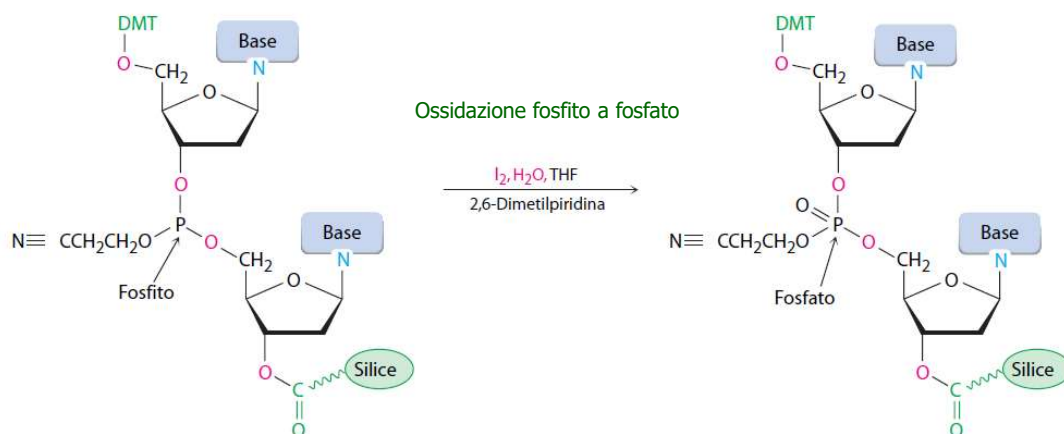 DMT
O
CH₂
Base
N
O
O
N≡ CCH₂CH₂O
P
O
CH₂
Fosfito
Base
N
O
O
C
Silice
O
Ossidazione fosfito a fosfato
I₂, H₂O, THF
2,6-Dimetilpiridina
DMT
O
CH₂
Base
N
O
O
O
N≡ CCH₂CH₂O
P
O
CH₂
Fosfato
Base
N
O
O
C
Silice
O